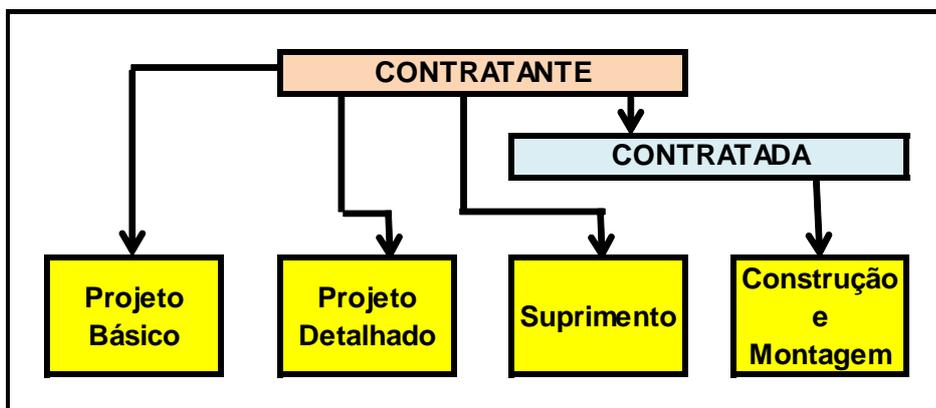 CONTRATANTE
CONTRATADA
Projeto
Básico
Projeto
Detalhado
Suprimento
Construção
e
Montagem